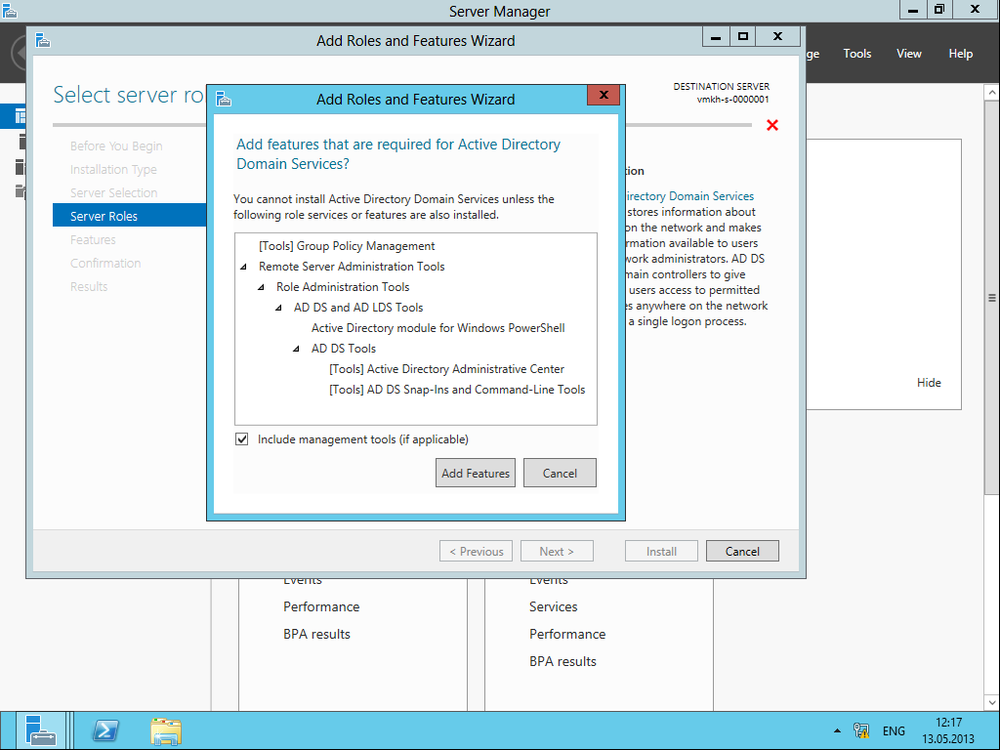 Server Manager
Add Roles and Features Wizard
ge Tools View Help
Select server ro
DESTINATION SERVER
vmkh-s-0000001
Before You Begin
Installation Type
Server Selection
Server Roles
Features
Confirmation
Results
Add Roles and Features Wizard
Add features that are required for Active Directory
Domain Services?
You cannot install Active Directory Domain Services unless the
following role services or features are also installed.
[Tools] Group Policy Management
Remote Server Administration Tools
Role Administration Tools
AD DS and AD LDS Tools
Active Directory module for Windows PowerShell
AD DS Tools
[Tools] Active Directory Administrative Center
[Tools] AD DS Snap-Ins and Command-Line Tools
Include management tools (if applicable)
Add Features Cancel
tion
irectory Domain Services
stores information about
on the network and makes
rmation available to users
work administrators. AD DS
main controllers to give
users access to permitted
es anywhere on the network
a single logon process.
Hide
< Previous Next > Install Cancel
Events
Performance
BPA results
Events
Services
Performance
BPA results
ENG
12:17
13.05.2013